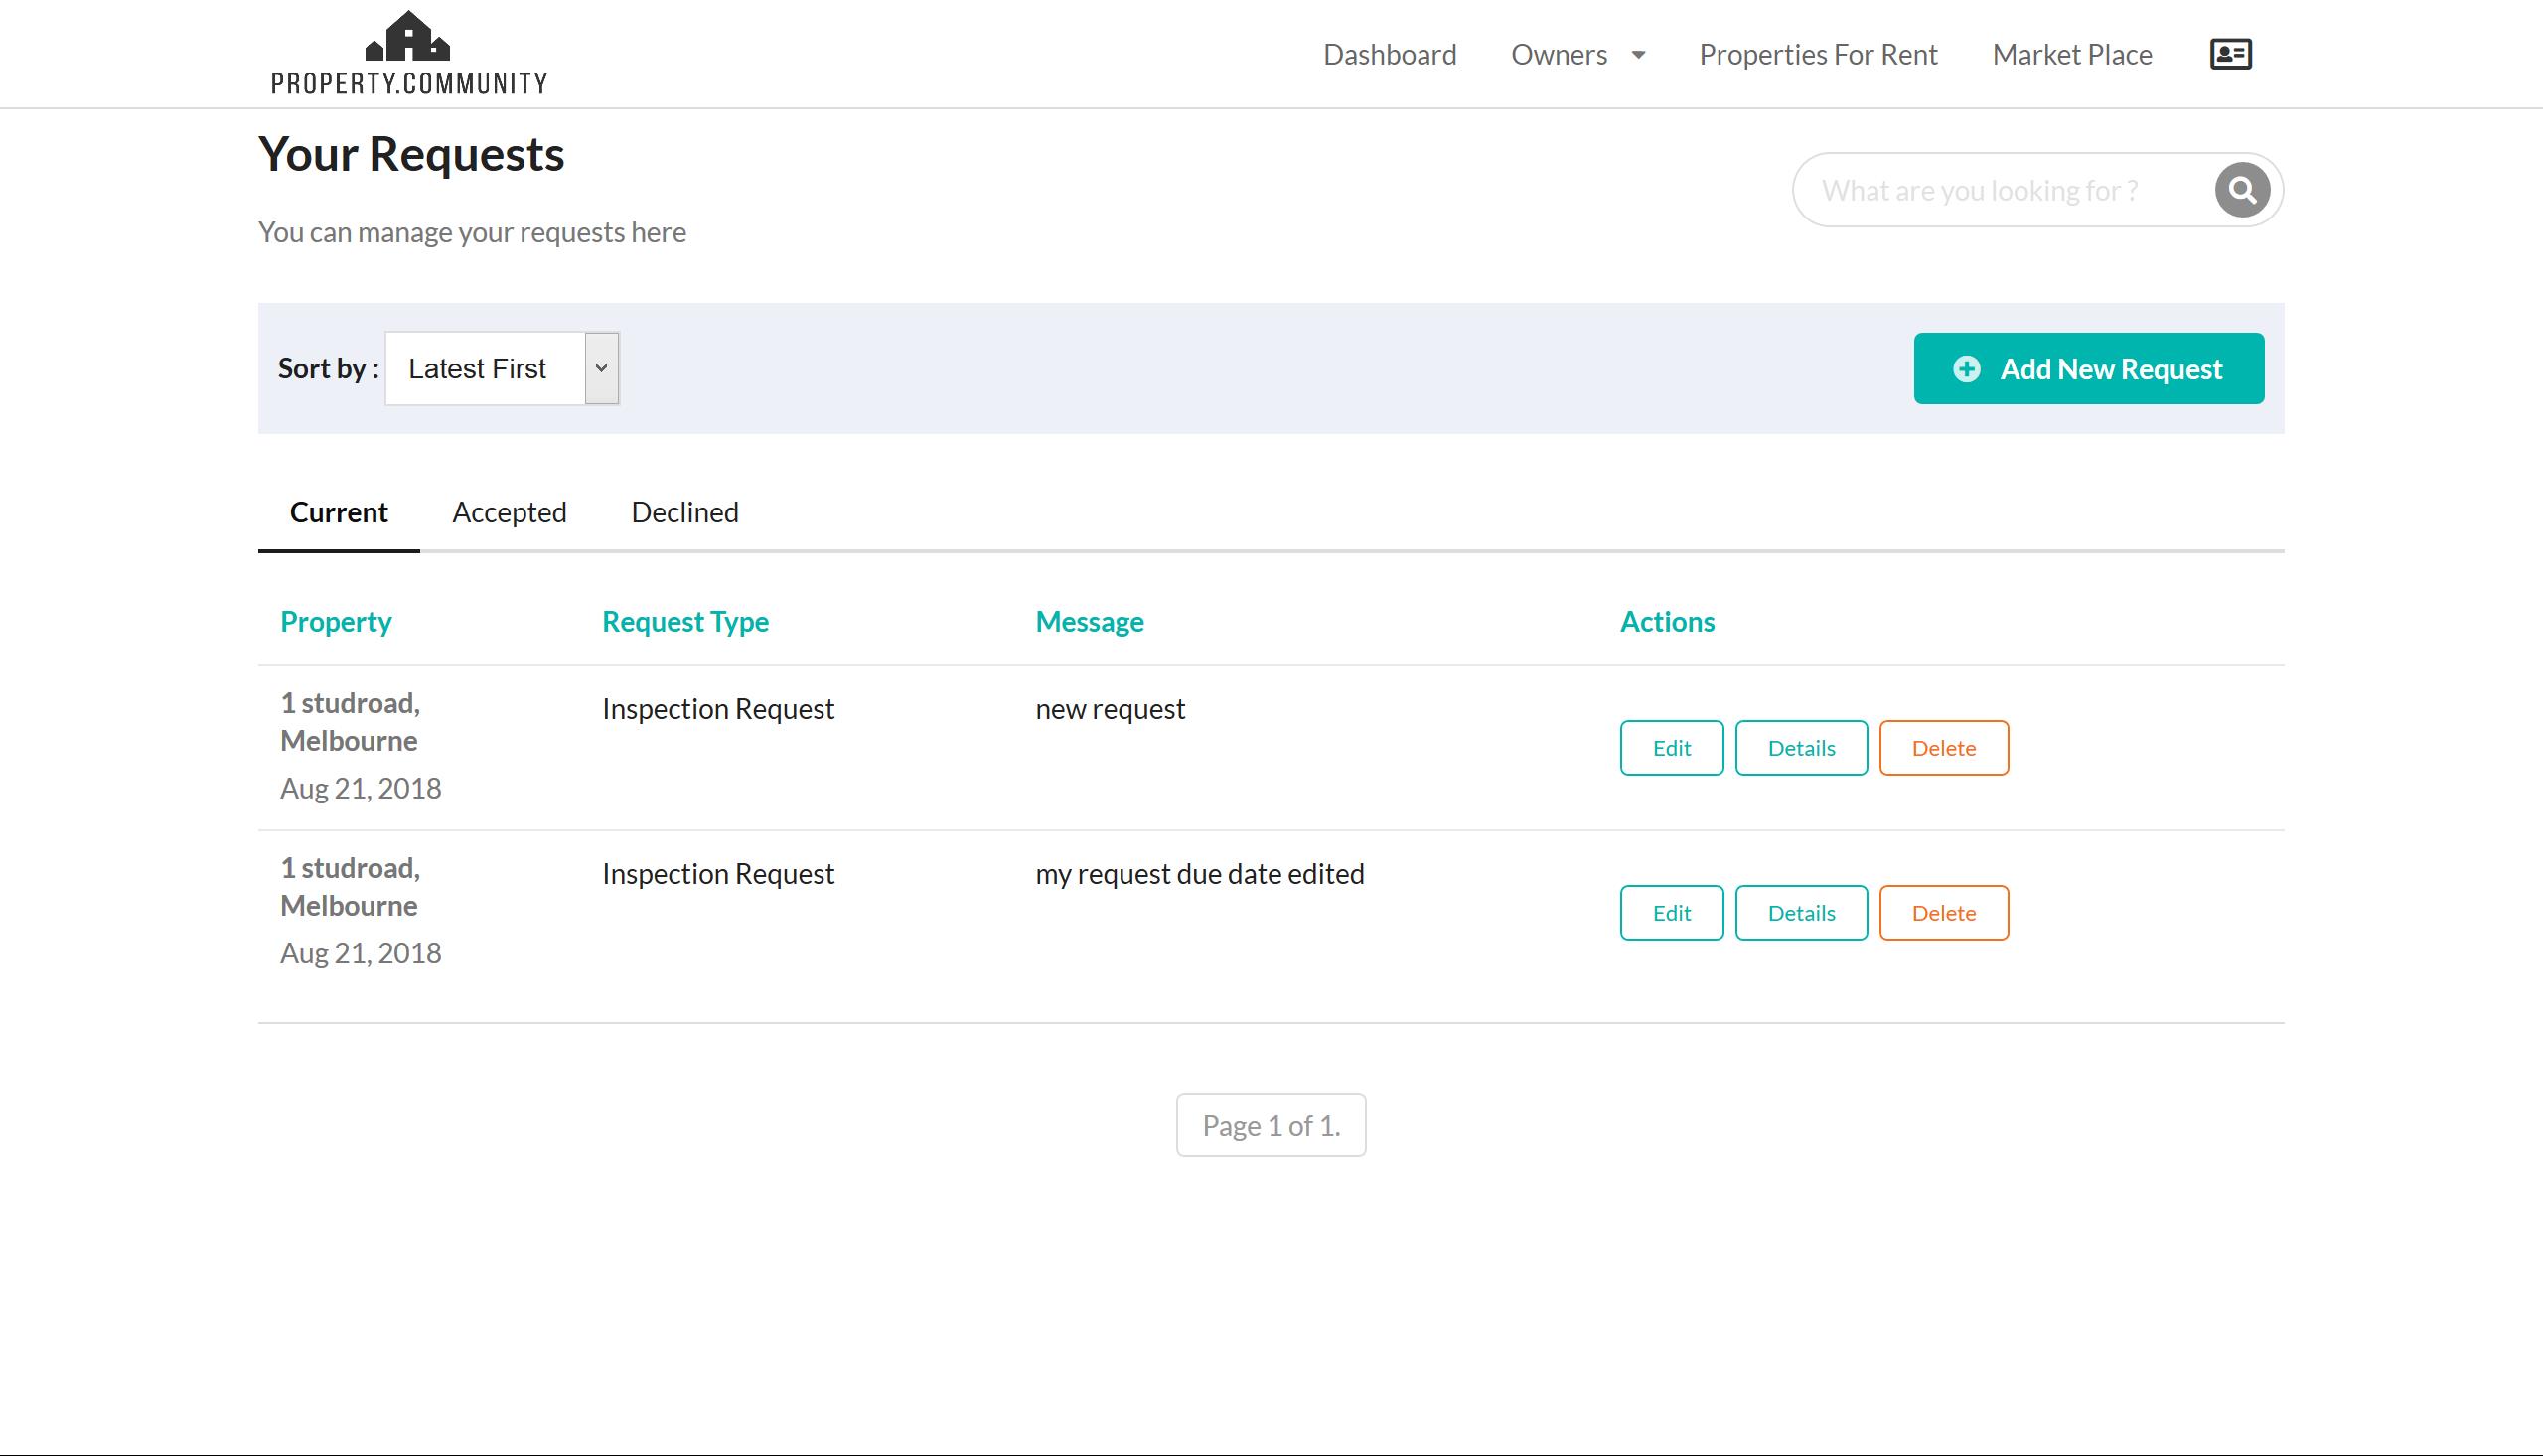 PROPERTY.COMMUNITY
Dashboard Owners Properties For Rent Market Place
Your Requests
What are you looking for ?
You can manage your requests here
Sort by : Latest First Add New Request
Current Accepted Declined
Property Request Type Message Actions
1 studroad,
Melbourne
Aug 21, 2018
Inspection Request
new request
Edit Details Delete
1 studroad,
Melbourne
Aug 21, 2018
Inspection Request
my request due date edited
Edit Details Delete
Page 1 of 1.